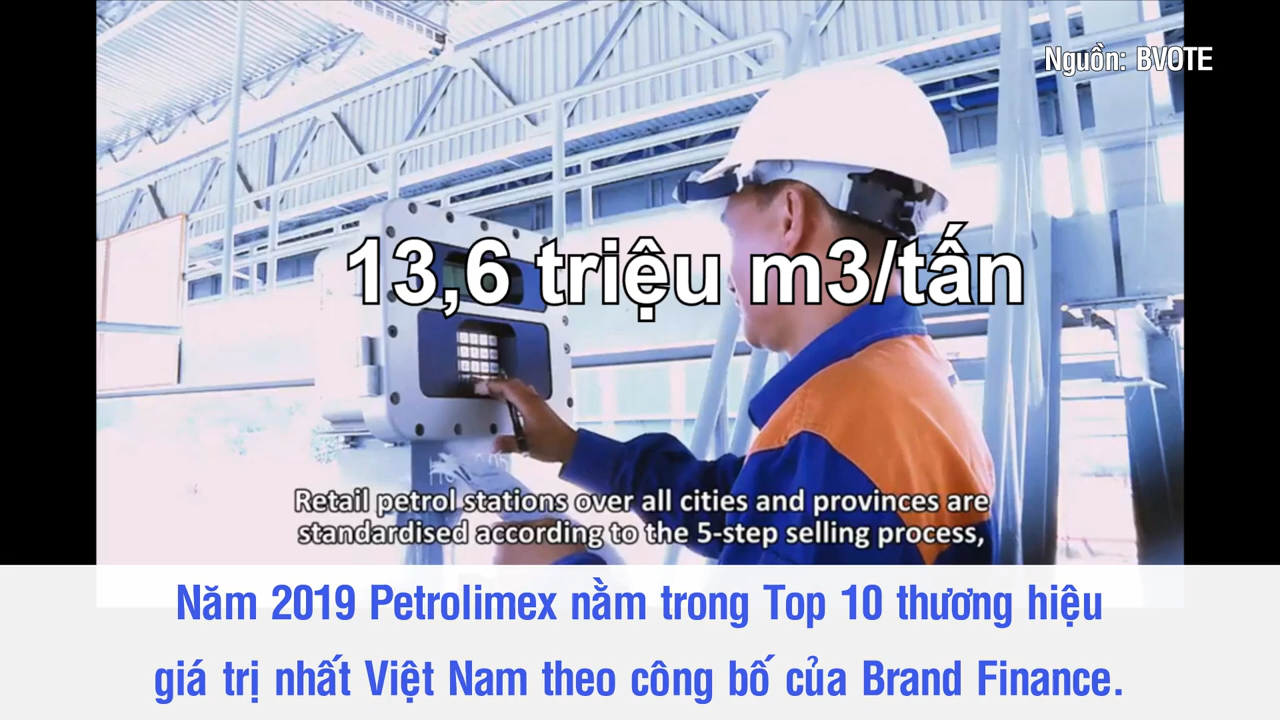 Nguồn: BVOTE
13,6 triệu m3/tấn
Retail petrol stations over all cities and provinces are
standardised according to the 5-step selling process,
Năm 2019 Petrolimex nằm trong Top 10 thương hiệu
giá trị nhất Việt Nam theo công bố của Brand Finance.